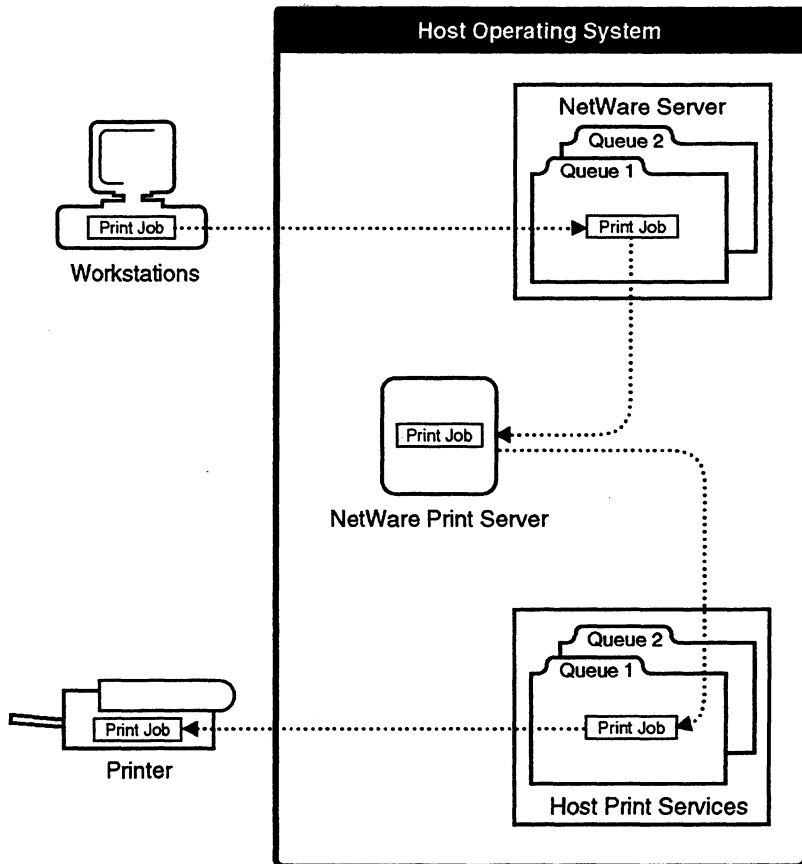 Host Operating System
NetWare Server
Queue 2
Queue 1
Print Job
Print Job
Workstations
Print Job
NetWare Print Server
Queue 2
Queue 1
Print Job
Print Job
Printer
Host Print Services